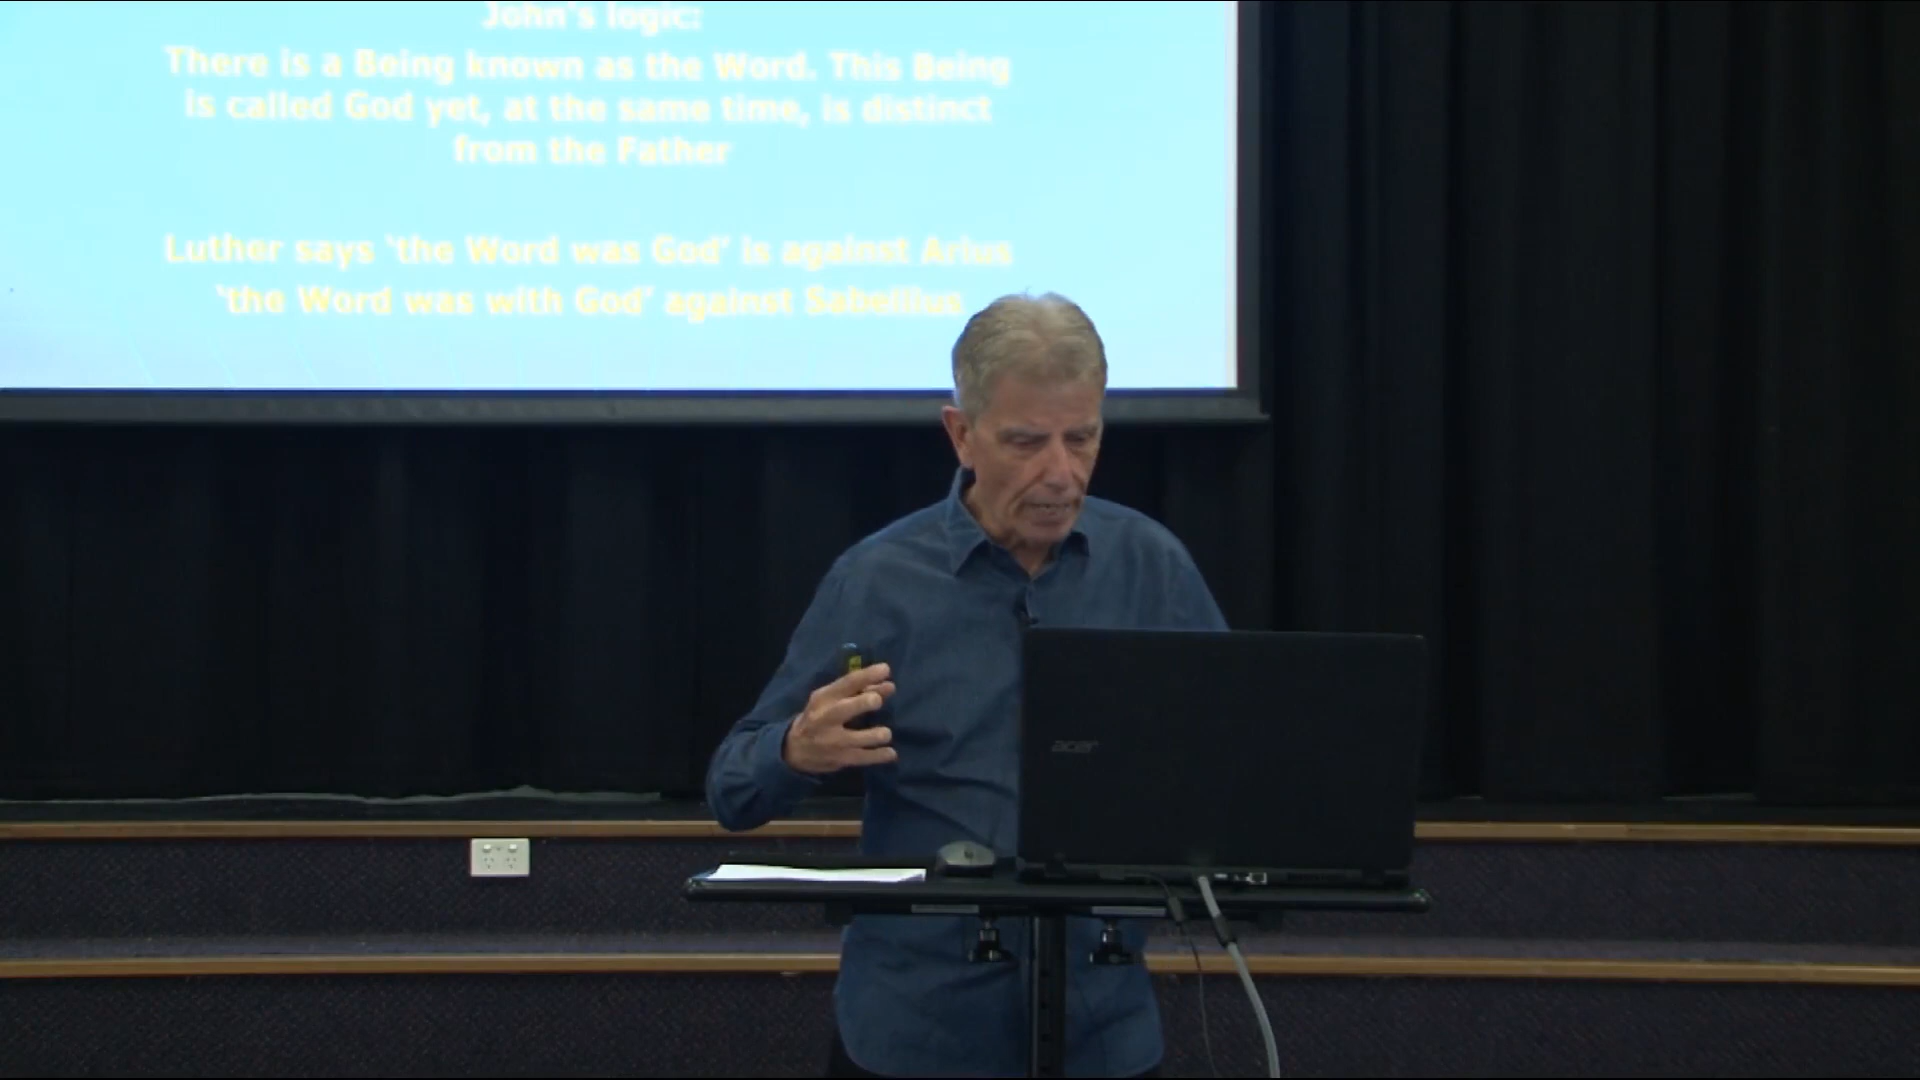 John's logic:
There is a Being known as the Word. This Being
is called God yet, at the same time, is distinct
from the Father
Luther says 'the Word was God' is against Arius
'the Word was with God' against Sabellius
acer